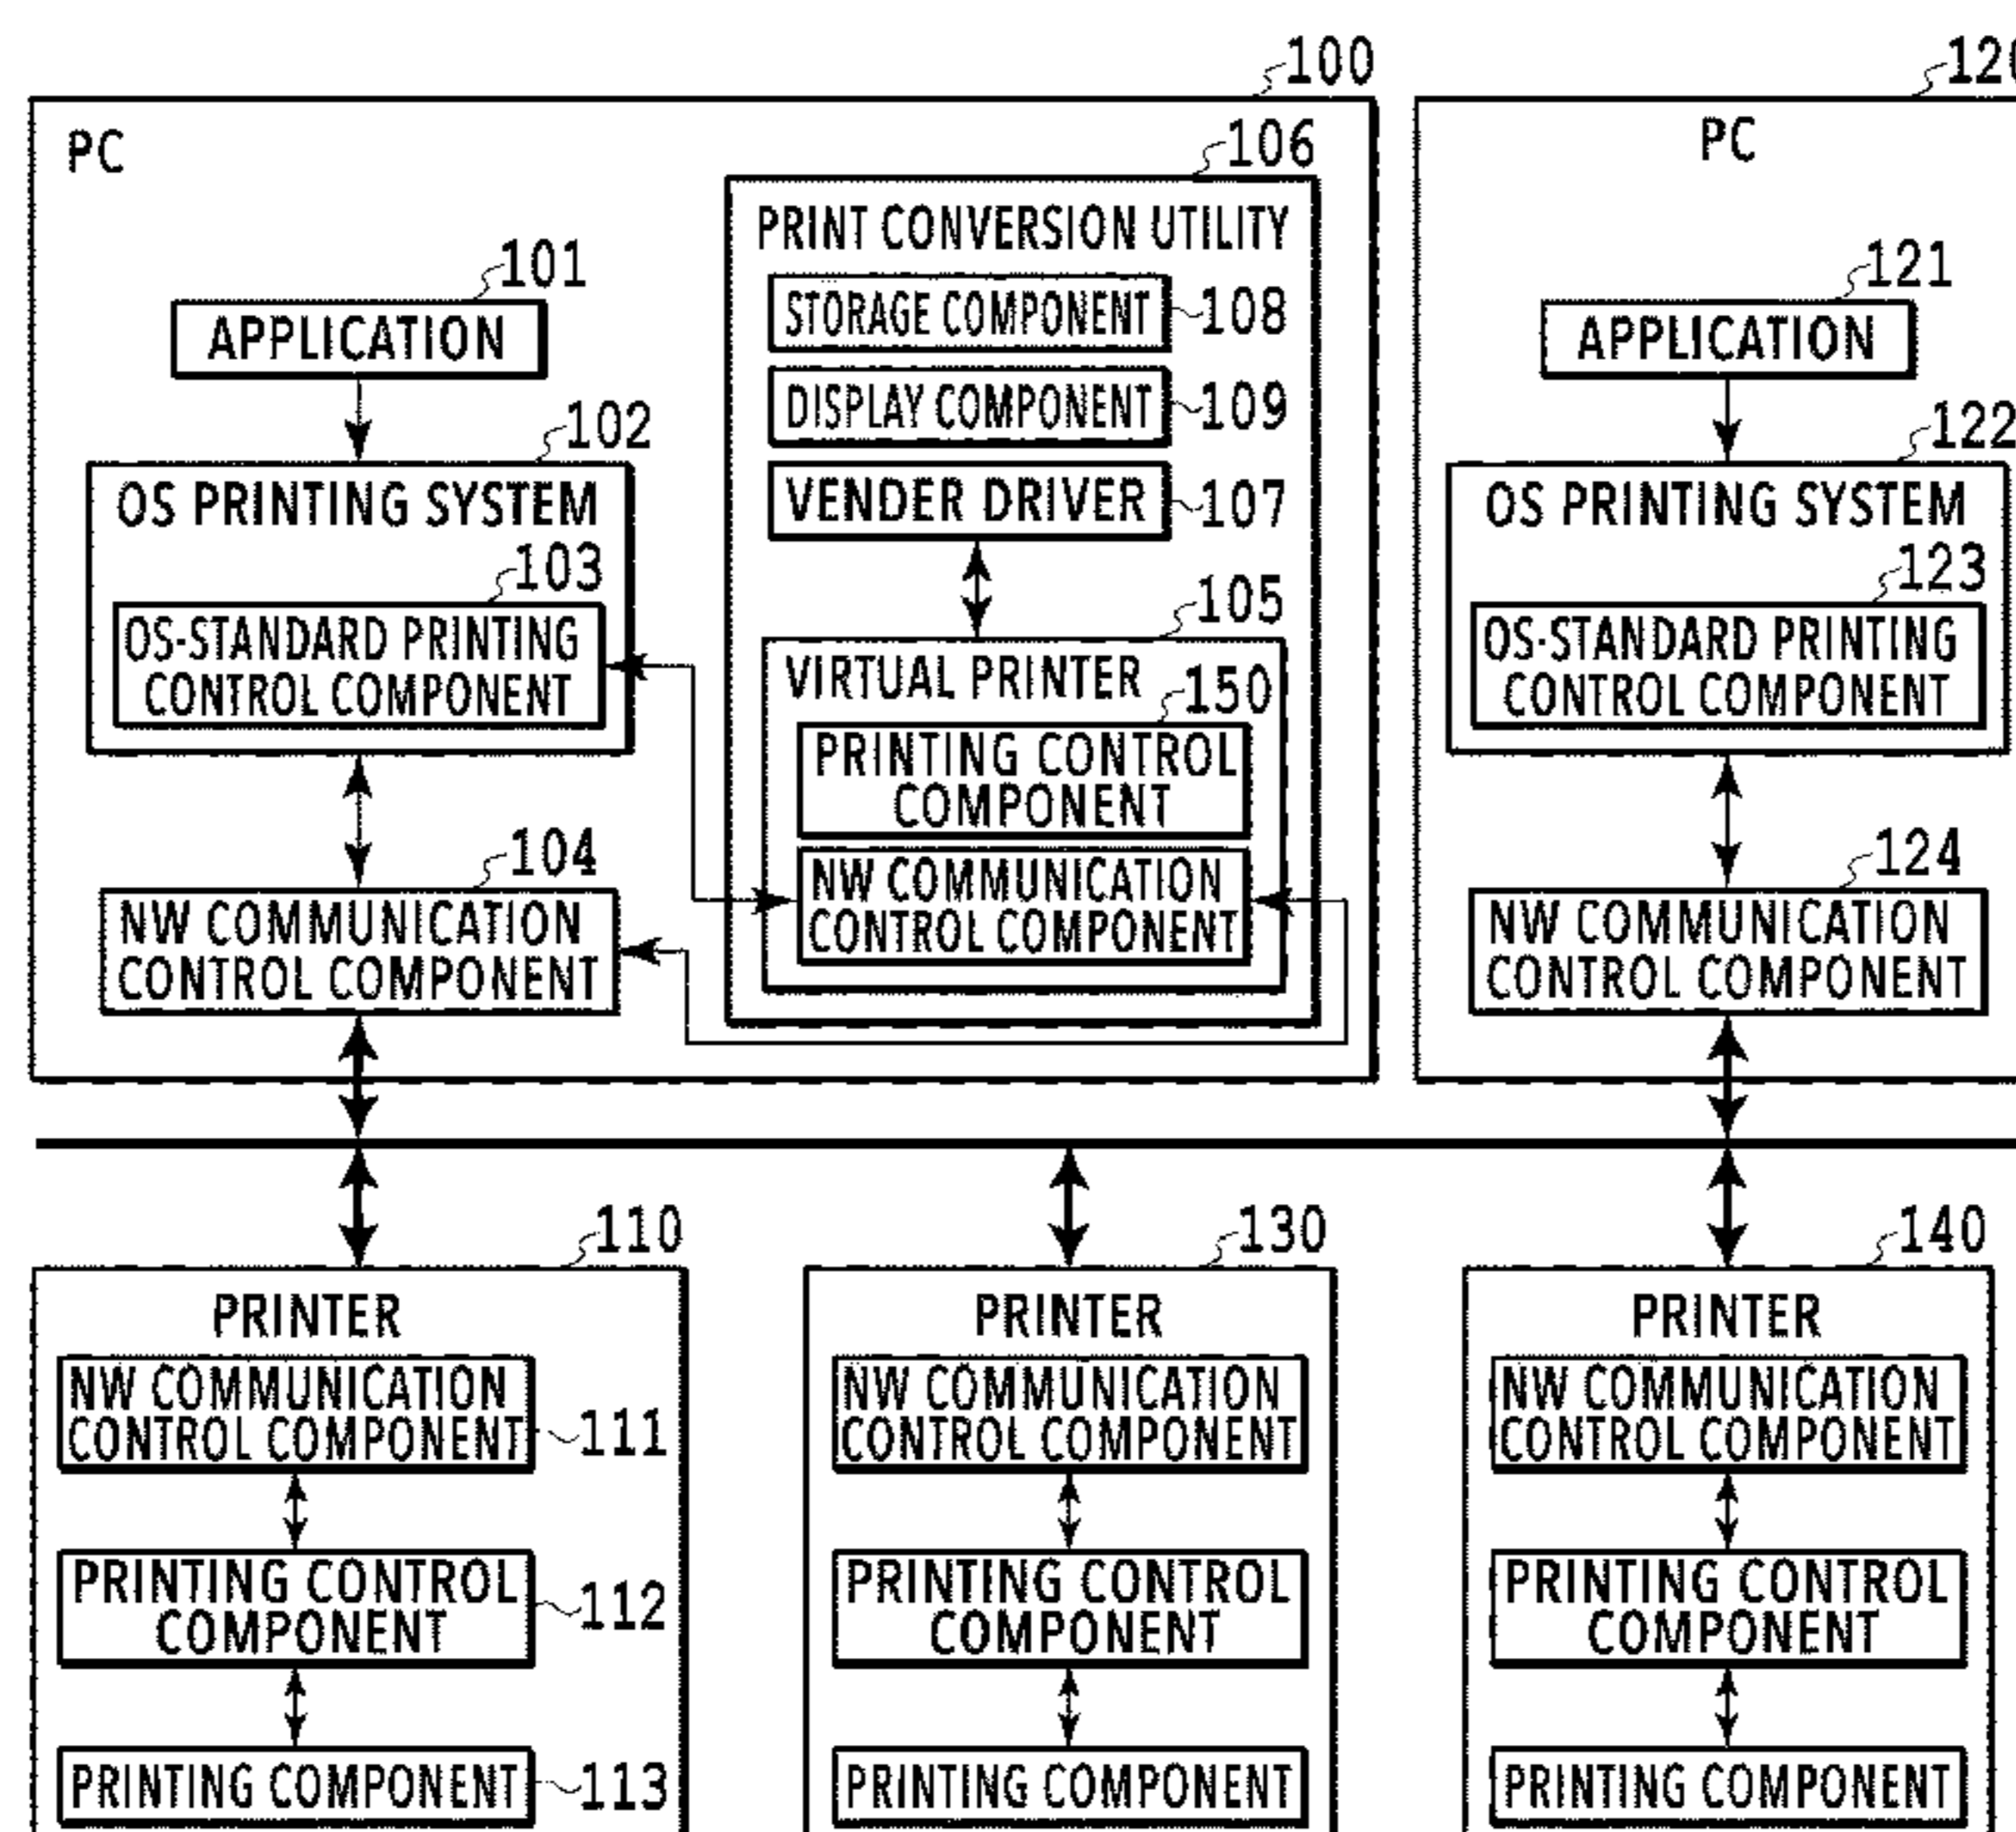 100
PC
106
PRINT CONVERSION UTILITY
STORAGE COMPONENT
108
DISPLAY COMPONENT
109
VENDER DRIVER
107
101
APPLICATION
102
OS PRINTING SYSTEM
103
OS-STANDARD PRINTING
CONTROL COMPONENT
105
VIRTUAL PRINTER
150
PRINTING CONTROL
COMPONENT
NW COMMUNICATION
CONTROL COMPONENT
104
NW COMMUNICATION
CONTROL COMPONENT
PC
121
APPLICATION
122
OS PRINTING SYSTEM
123
OS-STANDARD PRINTING
CONTROL COMPONENT
124
NW COMMUNICATION
CONTROL COMPONENT
110
PRINTER
NW COMMUNICATION
CONTROL COMPONENT
111
PRINTING CONTROL
COMPONENT
112
PRINTING COMPONENT
113
130
PRINTER
NW COMMUNICATION
CONTROL COMPONENT
PRINTING CONTROL
COMPONENT
PRINTING COMPONENT
140
PRINTER
NW COMMUNICATION
CONTROL COMPONENT
PRINTING CONTROL
COMPONENT
PRINTING COMPONENT